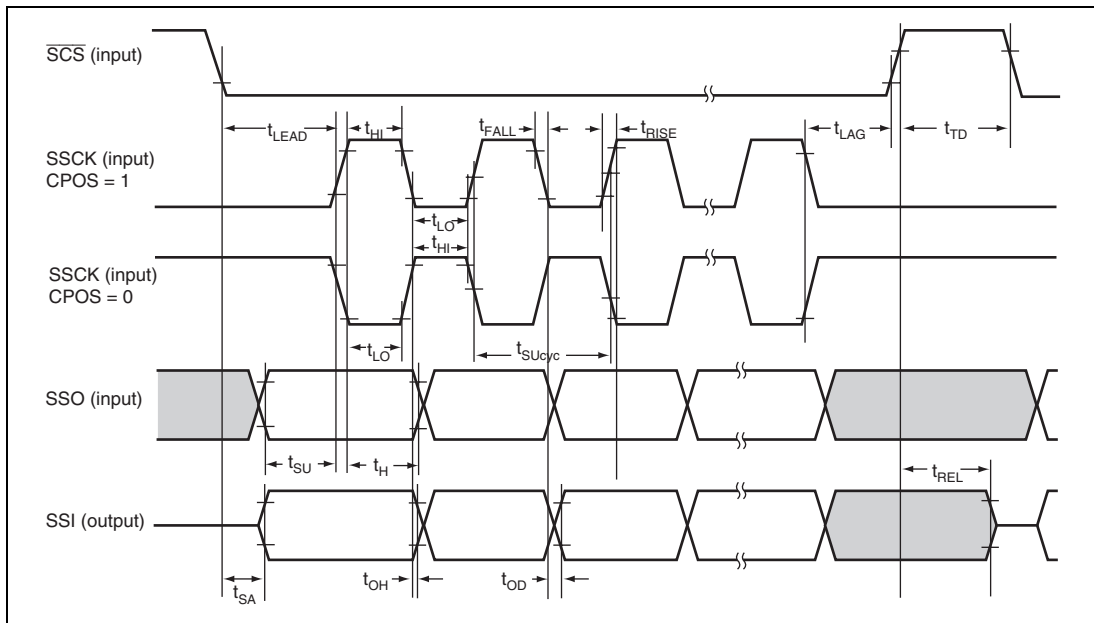 SCS (input)
tLEAD
tHI
tFALL
tRISE
tLAG
tTD
SSCK (input)
CPOS = 1
tLO
tHI
SSCK (input)
CPOS = 0
tLO
tSUcyc
SSO (input)
tSU
tH
tREL
SSI (output)
tSA
tOH
tOD